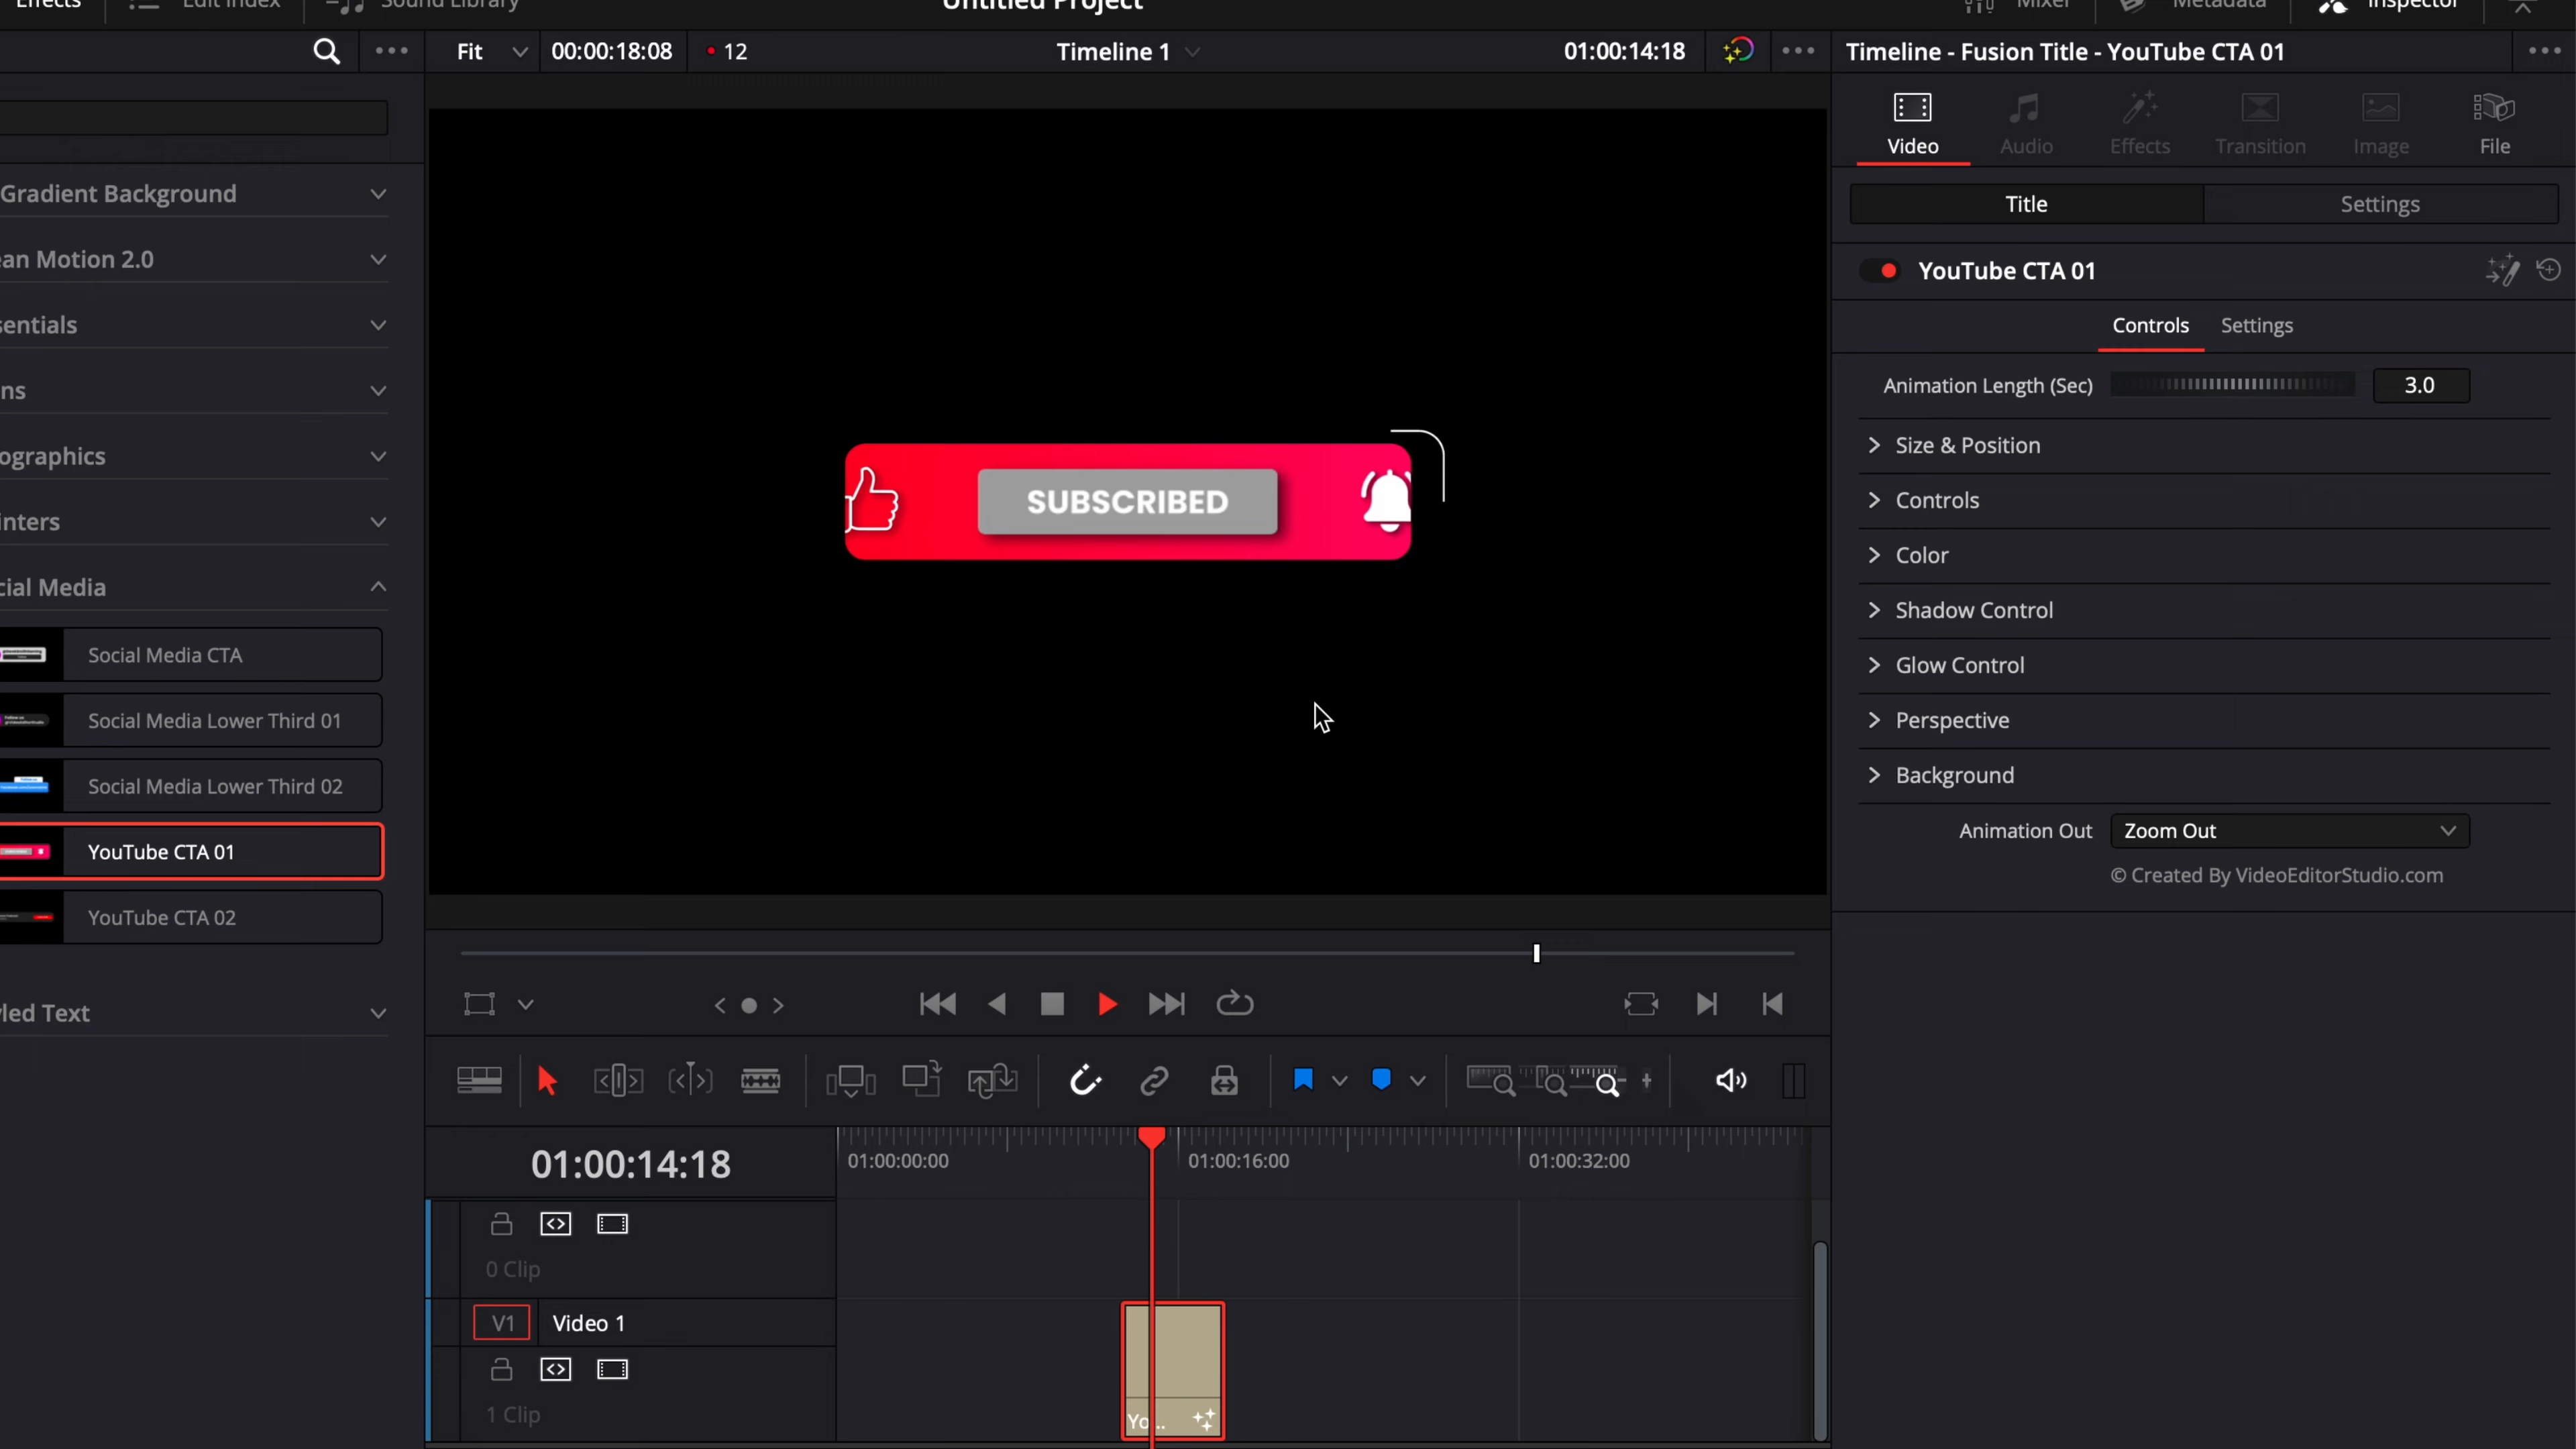 Effects
Edit Index
Sound Library
Untitled Project
Mixer
Metadata
Inspector
Fit
00:00:18:08
12
Timeline 1
01:00:14:18
Timeline - Fusion Title - YouTube CTA 01
Gradient Background
ean Motion 2.0
sentials
ns
ographics
inters
cial Media
Social Media CTA
Social Media Lower Third 01
Social Media Lower Third 02
YouTube CTA 01
YouTube CTA 02
led Text
SUBSCRIBED
Video
Audio
Effects
Transition
Image
File
Title
Settings
YouTube CTA 01
Controls
Settings
Animation Length (Sec)
3.0
Size & Position
Controls
Color
Shadow Control
Glow Control
Perspective
Background
Animation Out
Zoom Out
© Created By VideoEditorStudio.com
01:00:14:18
01:00:00:00
01:00:16:00
01:00:32:00
0 Clip
V1
Video 1
1 Clip
Yo...